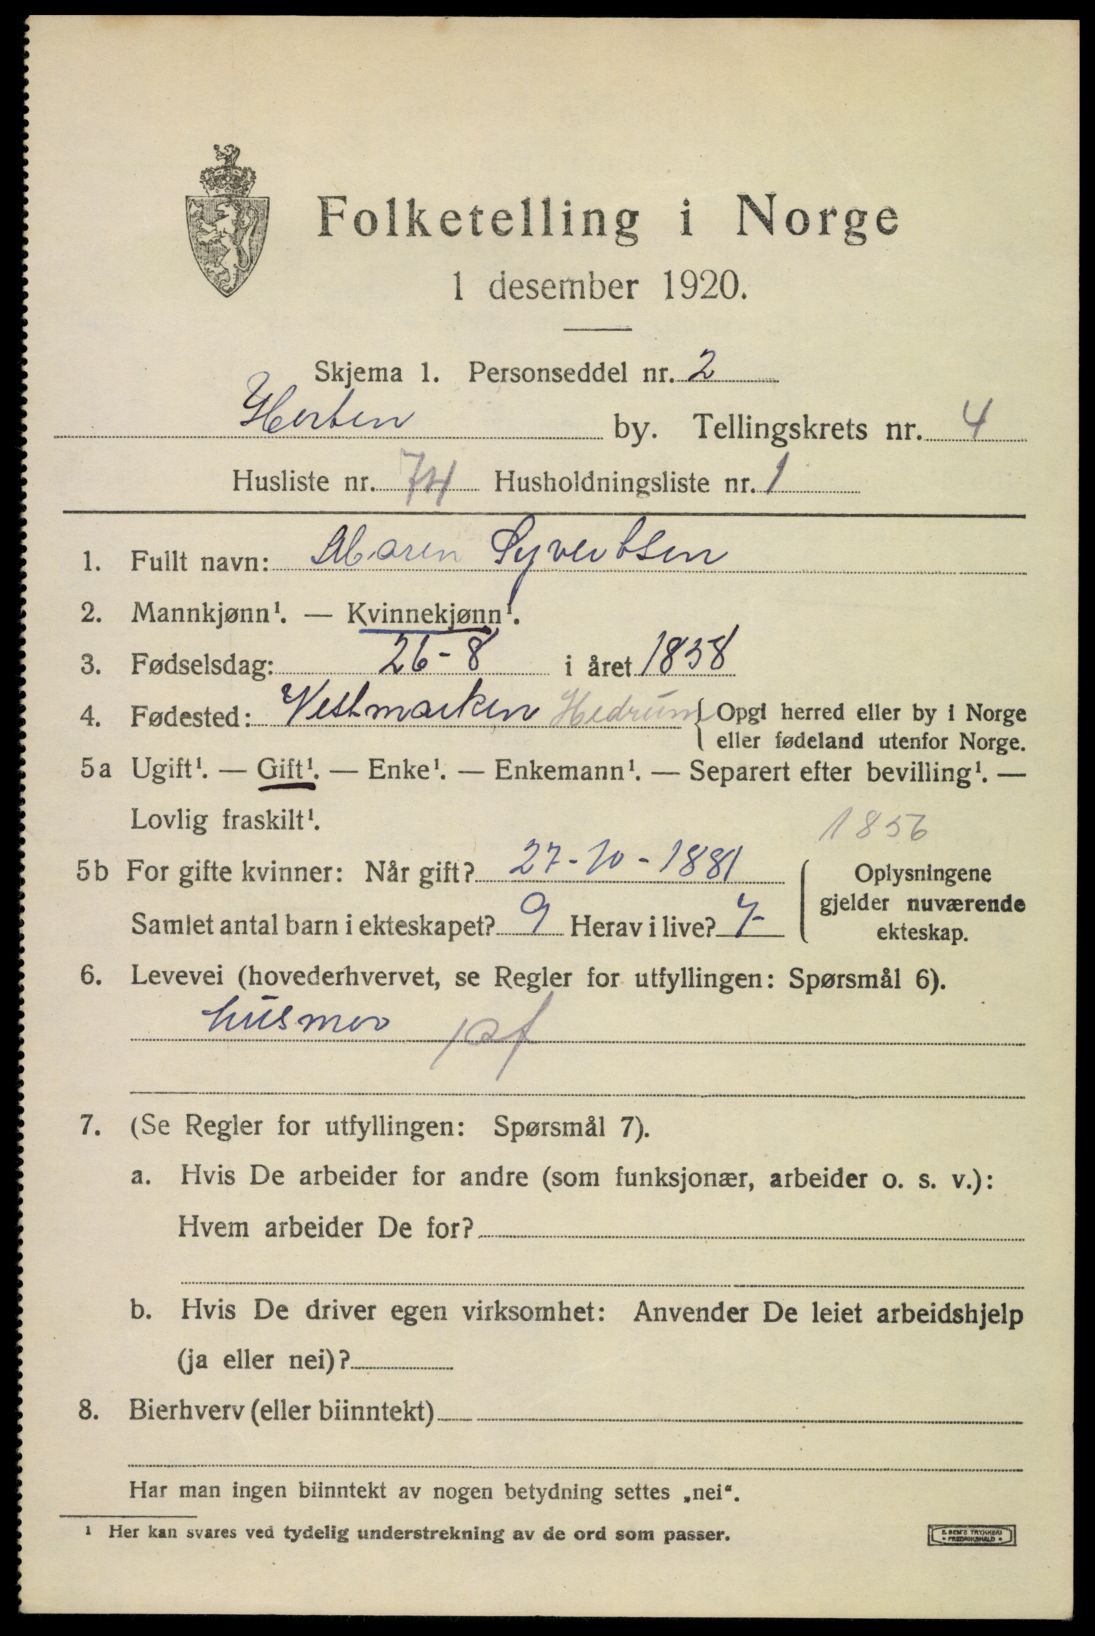 Folketelling i Norge
1 desember 1920.
Skjema 1. Personseddel nr. 2
Horten by. Tellingskrets nr. 4
Husliste nr. 74 Husholdningsliste nr. 1
1. Fullt navn: Maren Syvertsen
2. Mannkjønn¹. — Kvinnekjønn¹.
3. Fødselsdag: 26-8 i året 1858
4. Fødested: Vestmarken Hedrum { Opgi herred eller by i Norge
eller fødeland utenfor Norge.
5a Ugift¹. — Gift¹. — Enke¹. — Enkemann¹. — Separert efter bevilling¹. —
Lovlig fraskilt¹.
1856
5b For gifte kvinner: Når gift? 27-10-1881
Samlet antal barn i ekteskapet? 9 Herav i live? 7
Oplysningene
gjelder nuværende
ekteskap.
6. Levevei (hovederhvervet, se Regler for utfyllingen: Spørsmål 6).
husmor
7. (Se Regler for utfyllingen: Spørsmål 7).
a. Hvis De arbeider for andre (som funksjonær, arbeider o. s. v.):
Hvem arbeider De for?
b. Hvis De driver egen virksomhet: Anvender De leiet arbeidshjelp
(ja eller nei)?
8. Bierhverv (eller biinntekt)
Har man ingen biinntekt av nogen betydning settes „nei“.
¹ Her kan svares ved tydelig understrekning av de ord som passer.